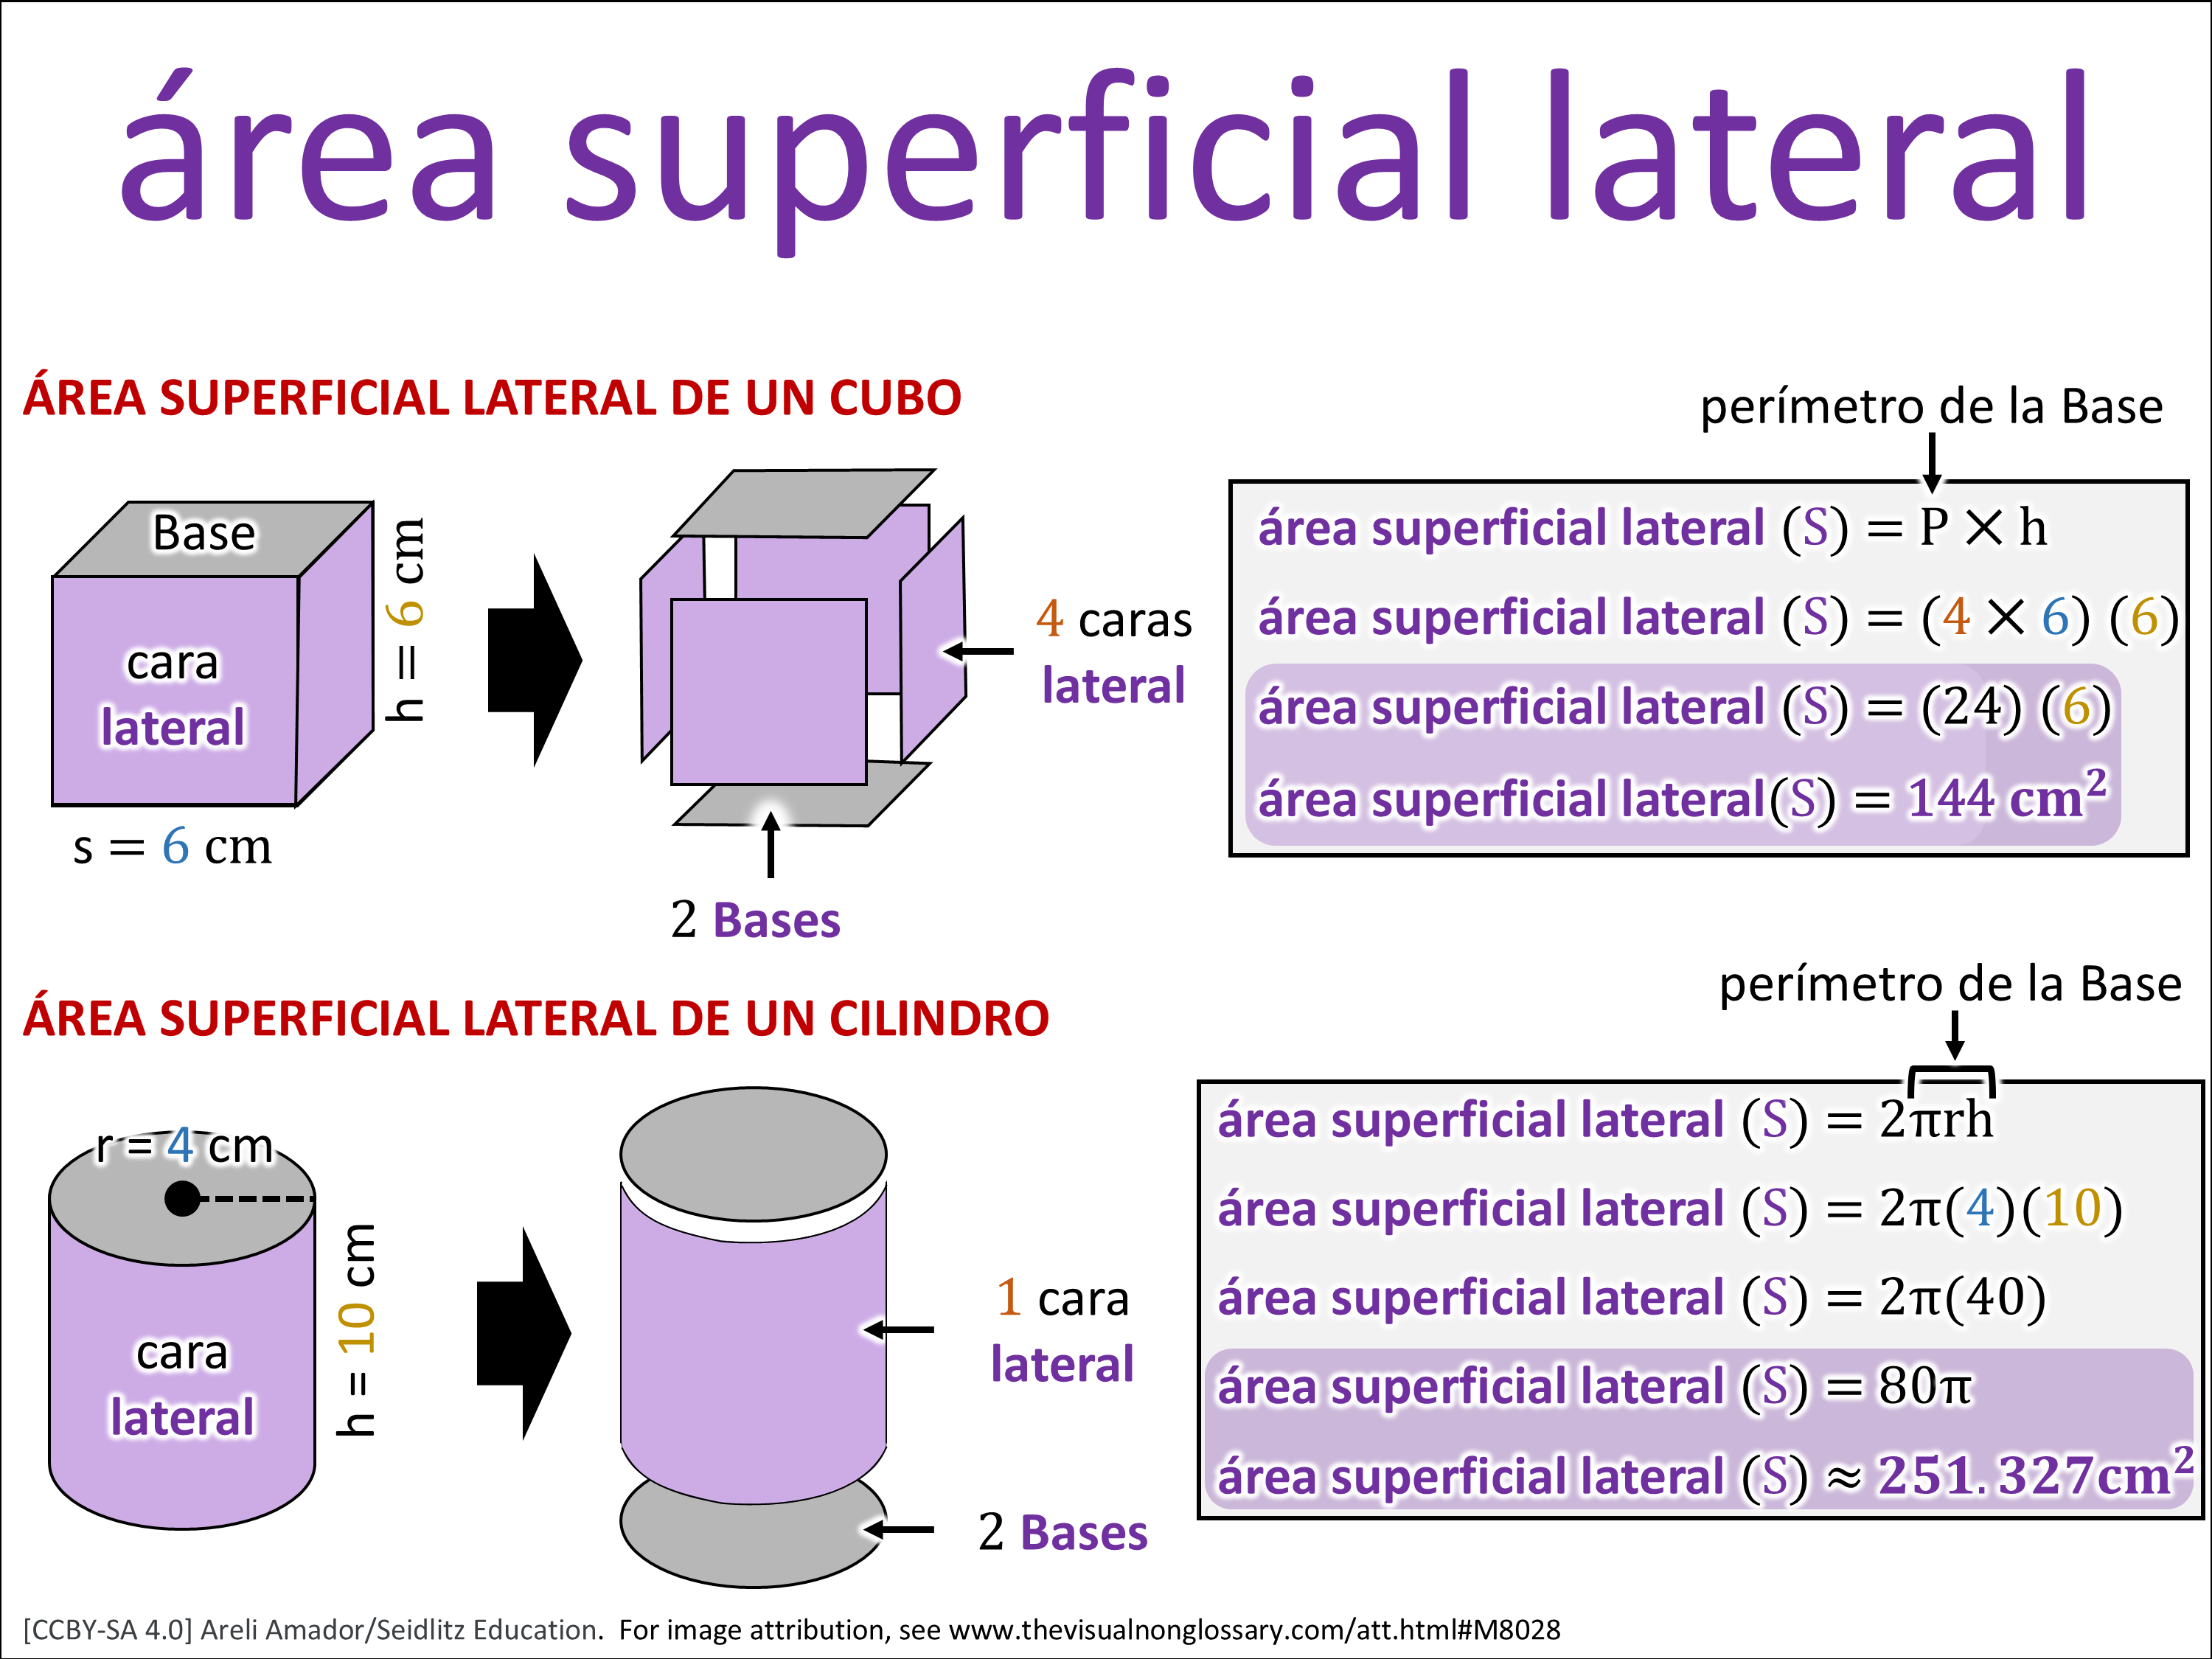 área superficial lateral
ÁREA SUPERFICIAL LATERAL DE UN CUBO
Base
cara
lateral
h = 6 cm
s = 6 cm
4 caras
lateral
2 Bases
perímetro de la Base
área superficial lateral (S) = P × h
área superficial lateral (S) = (4 × 6) (6)
área superficial lateral (S) = (24) (6)
área superficial lateral(S) = 144 cm²
ÁREA SUPERFICIAL LATERAL DE UN CILINDRO
r = 4 cm
cara
lateral
h = 10 cm
1 cara
lateral
2 Bases
perímetro de la Base
área superficial lateral (S) = 2πrh
área superficial lateral (S) = 2π(4)(10)
área superficial lateral (S) = 2π(40)
área superficial lateral (S) = 80π
área superficial lateral (S) ≈ 251.327cm²
[CCBY-SA 4.0] Areli Amador/Seidlitz Education. For image attribution, see www.thevisualnonglossary.com/att.html#M8028